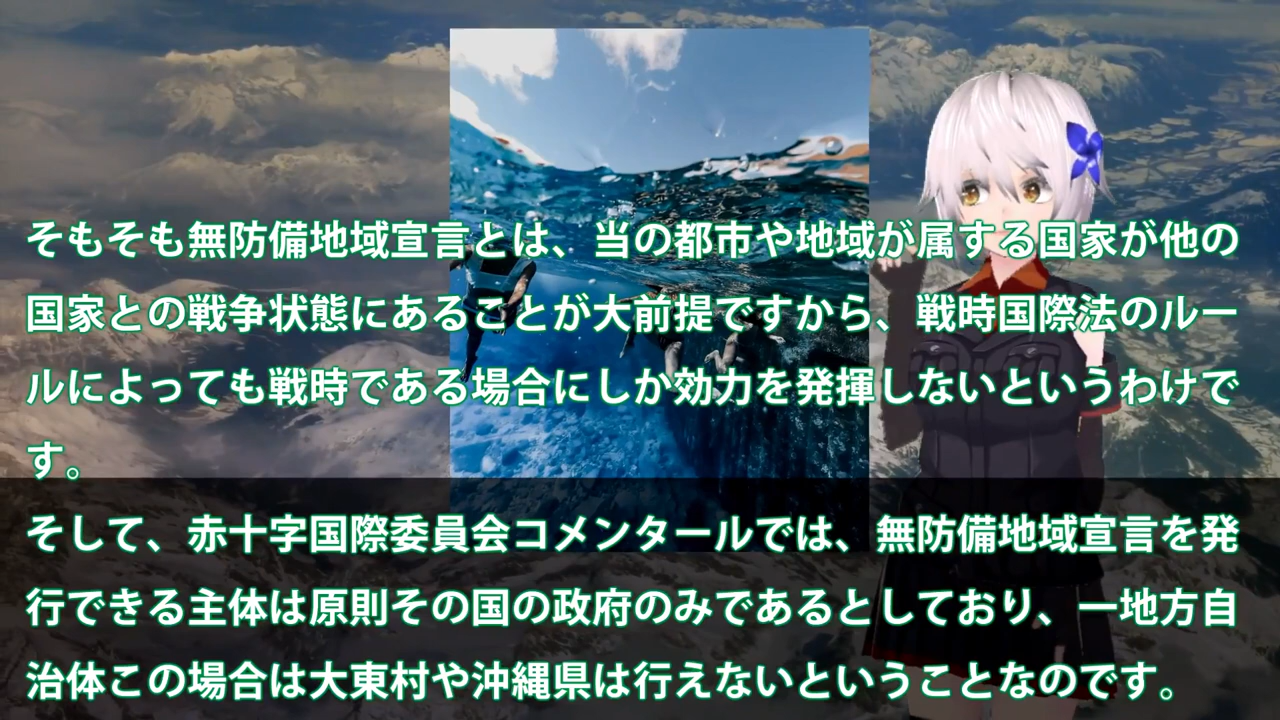 そもそも無防備地域宣言とは、当の都市や地域が属する国家が他の
国家との戦争状態にあることが大前提ですから、戦時国際法のルー
ルによっても戦時である場合にしか効力を発揮しないというわけで
す。
そして、赤十字国際委員会コメンタールでは、無防備地域宣言を発
行できる主体は原則その国の政府のみであるとしており、一地方自
治体この場合は大東村や沖縄県は行えないということなのです。